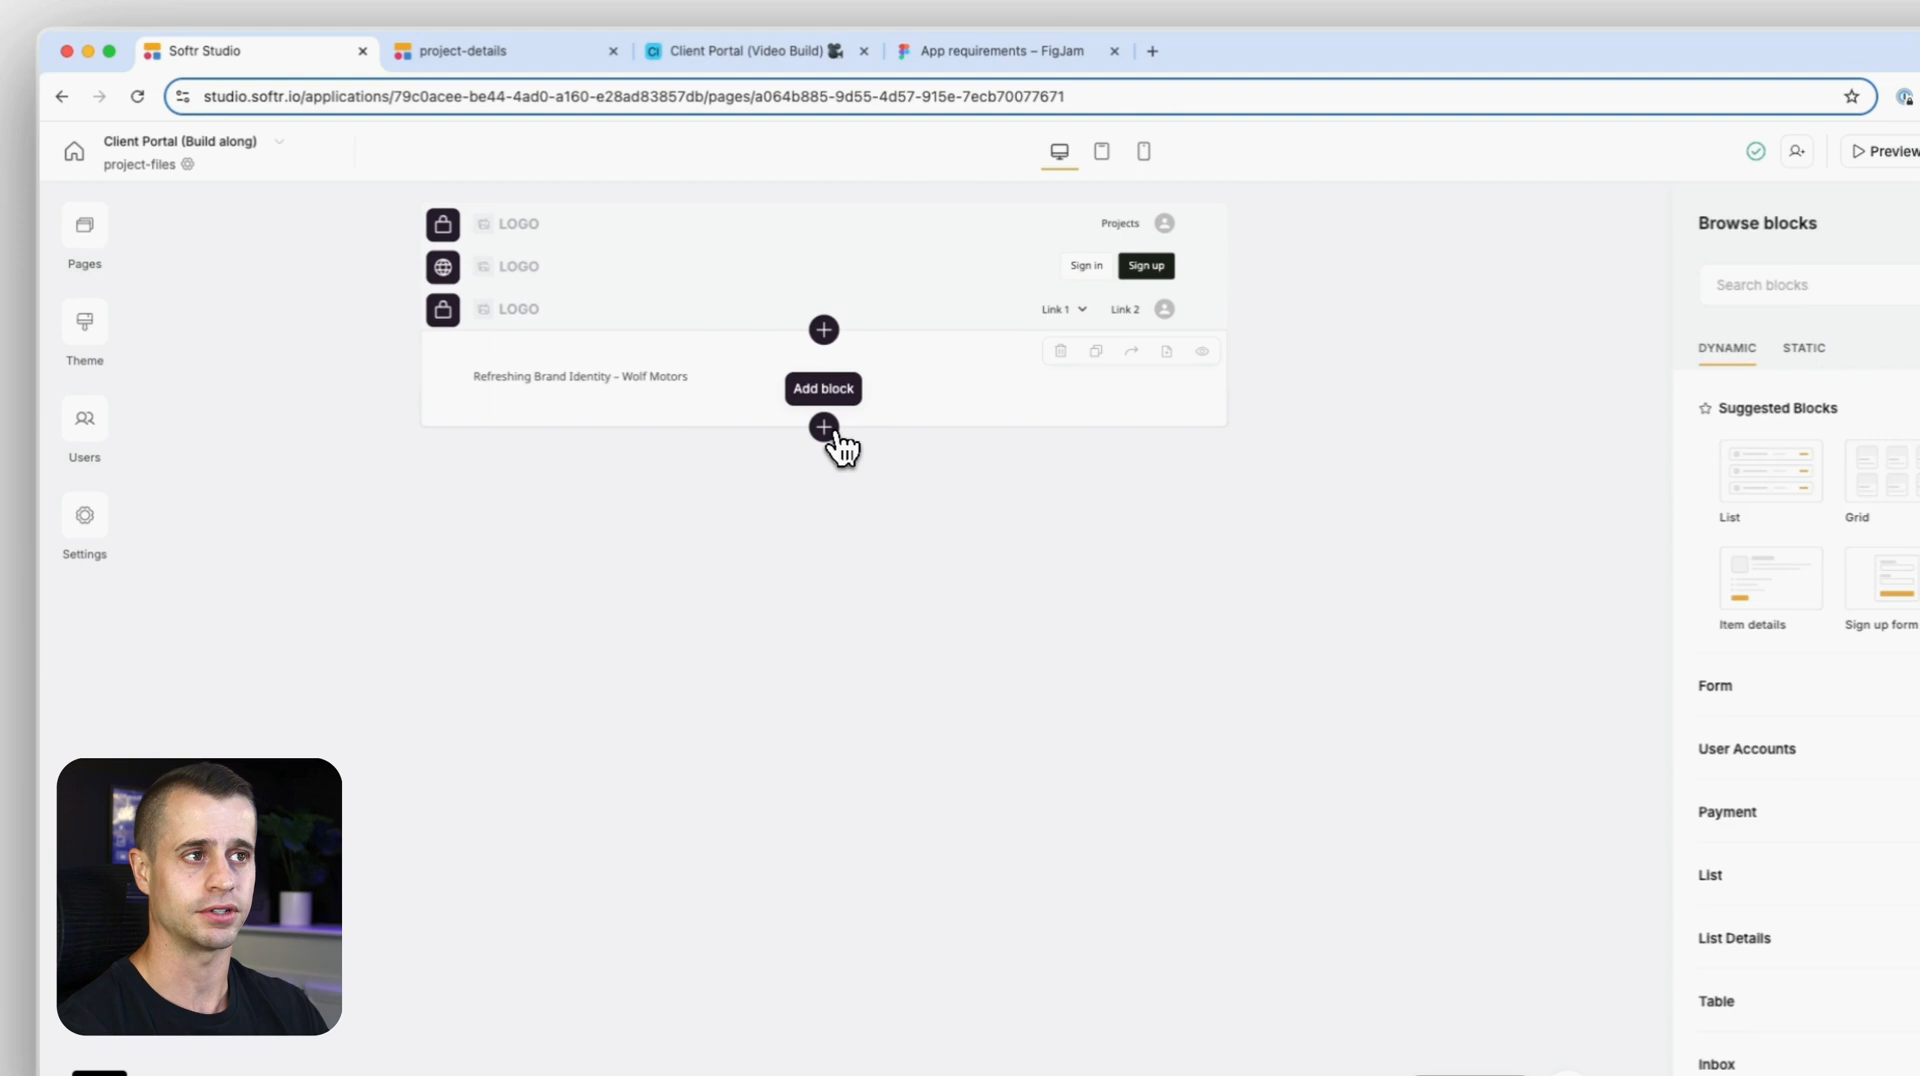 Softr Studio
project-details
Client Portal (Video Build)
App requirements – FigJam
studio.softr.io/applications/79c0acee-be44-4ad0-a160-e28ad83857db/pages/a064b885-9d55-4d57-915e-7ecb70077671
Client Portal (Build along)
project-files
Preview
Pages
Theme
Users
Settings
LOGO
Projects
LOGO
Sign in
Sign up
LOGO
Link 1
Link 2
Refreshing Brand Identity – Wolf Motors
Add block
Browse blocks
Search blocks
DYNAMIC
STATIC
Suggested Blocks
List
Grid
Item details
Sign up form
Form
User Accounts
Payment
List
List Details
Table
Inbox